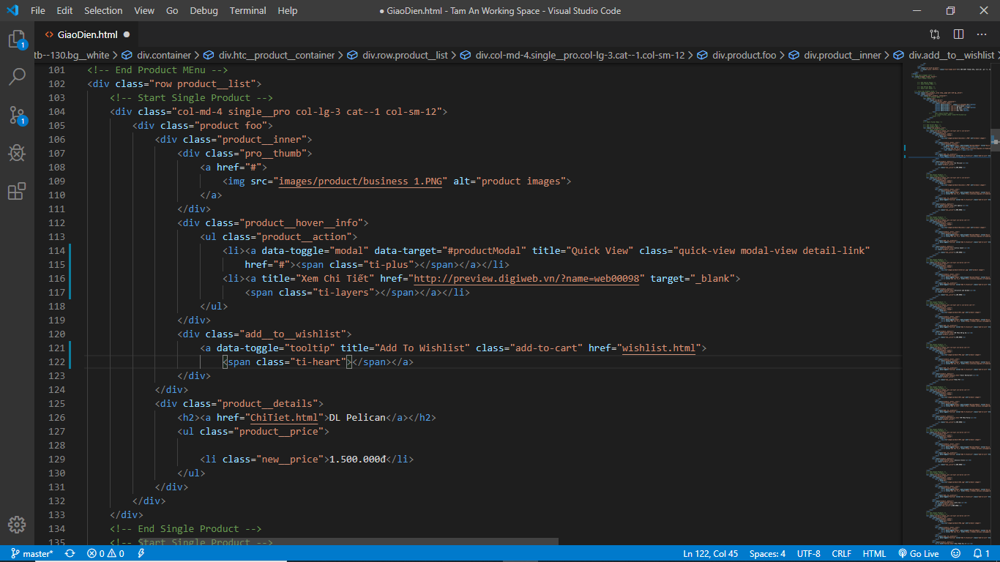 File Edit Selection View Go Debug Terminal Help
● GiaoDien.html - Tam An Working Space - Visual Studio Code
<> GiaoDien.html ●
tb--130.bg__white > div.container > div.htc__product__container > div.row.product__list > div.col-md-4.single__pro.col-lg-3.cat--1.col-sm-12 > div.product.foo > div.product__inner > div.add__to__wishlist >
101 <!-- End Product MEnu -->
102 <div class="row product__list">
103 <!-- Start Single Product -->
104 <div class="col-md-4 single__pro col-lg-3 cat--1 col-sm-12">
105 <div class="product foo">
106 <div class="product__inner">
107 <div class="pro__thumb">
108 <a href="#">
109 <img src="images/product/business 1.PNG" alt="product images">
110 </a>
111 </div>
112 <div class="product__hover__info">
113 <ul class="product__action">
114 <li><a data-toggle="modal" data-target="#productModal" title="Quick View" class="quick-view modal-view detail-link"
115 href="#"><span class="ti-plus"></span></a></li>
116 <li><a title="Xem Chi Tiết" href="http://preview.digiweb.vn/?name=web00098" target="_blank">
117 <span class="ti-layers"></span></a></li>
118 </ul>
119 </div>
120 <div class="add__to__wishlist">
121 <a data-toggle="tooltip" title="Add To Wishlist" class="add-to-cart" href="wishlist.html">
122 <span class="ti-heart"></span></a>
123 </div>
124 </div>
125 <div class="product__details">
126 <h2><a href="ChiTiet.html">DL Pelican</a></h2>
127 <ul class="product__price">
128
129 <li class="new__price">1.500.000đ</li>
130 </ul>
131 </div>
132 </div>
133 </div>
134 <!-- End Single Product -->
135 <!-- Start Single Product -->
1
1
master* 0 0 Ln 122, Col 45 Spaces: 4 UTF-8 CRLF HTML Go Live 1